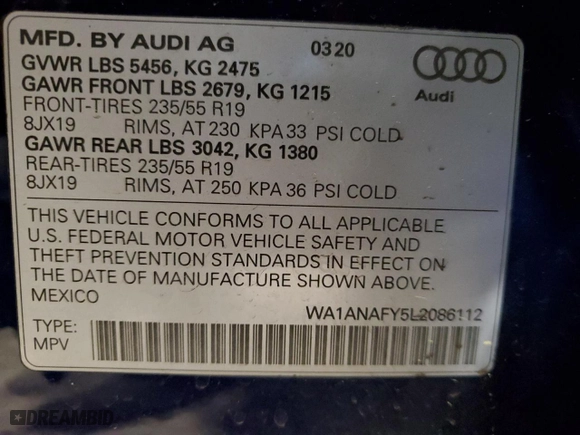 MFD. BY AUDI AG 03 20
GVWR LBS 5456, KG 2475
GAWR FRONT LBS 2679, KG 1215
FRONT-TIRES 235/55 R19
8JX19 RIMS, AT 230 KPA 33 PSI COLD
GAWR REAR LBS 3042, KG 1380
REAR-TIRES 235/55 R19
8JX19 RIMS, AT 250 KPA 36 PSI COLD
Audi
THIS VEHICLE CONFORMS TO ALL APPLICABLE
U.S. FEDERAL MOTOR VEHICLE SAFETY AND
THEFT PREVENTION STANDARDS IN EFFECT ON
THE DATE OF MANUFACTURE SHOWN ABOVE.
MEXICO
WA1ANAFY5L2086112
TYPE:
MPV
DREAMBID